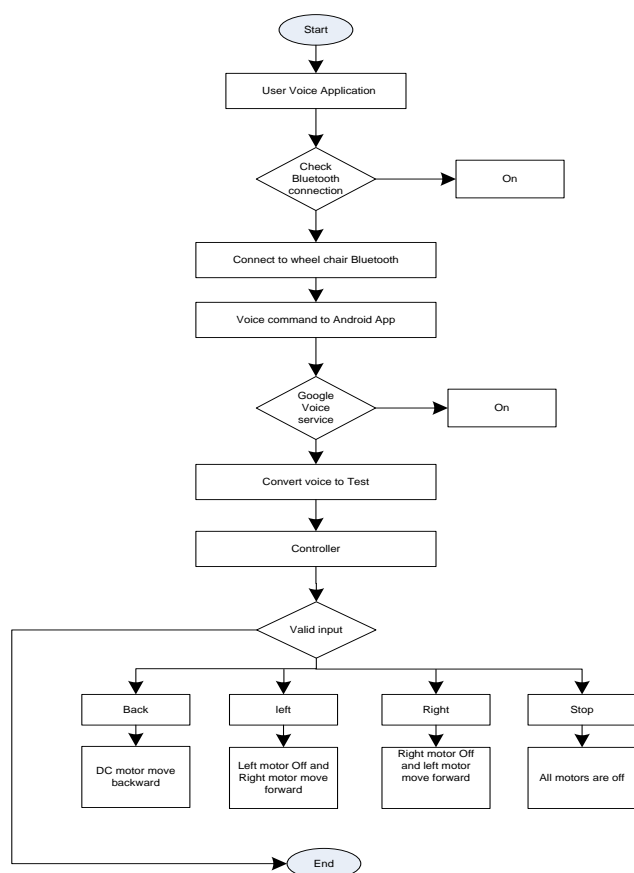 Start
User Voice Application
Check
Bluetooth
connection
On
Connect to wheel chair Bluetooth
Voice command to Android App
Google
Voice
service
On
Convert voice to Test
Controller
Valid input
Back
left
Right
Stop
DC motor move
backward
Left motor Off and
Right motor move
forward
Right motor Off
and left motor
move forward
All motors are off
End